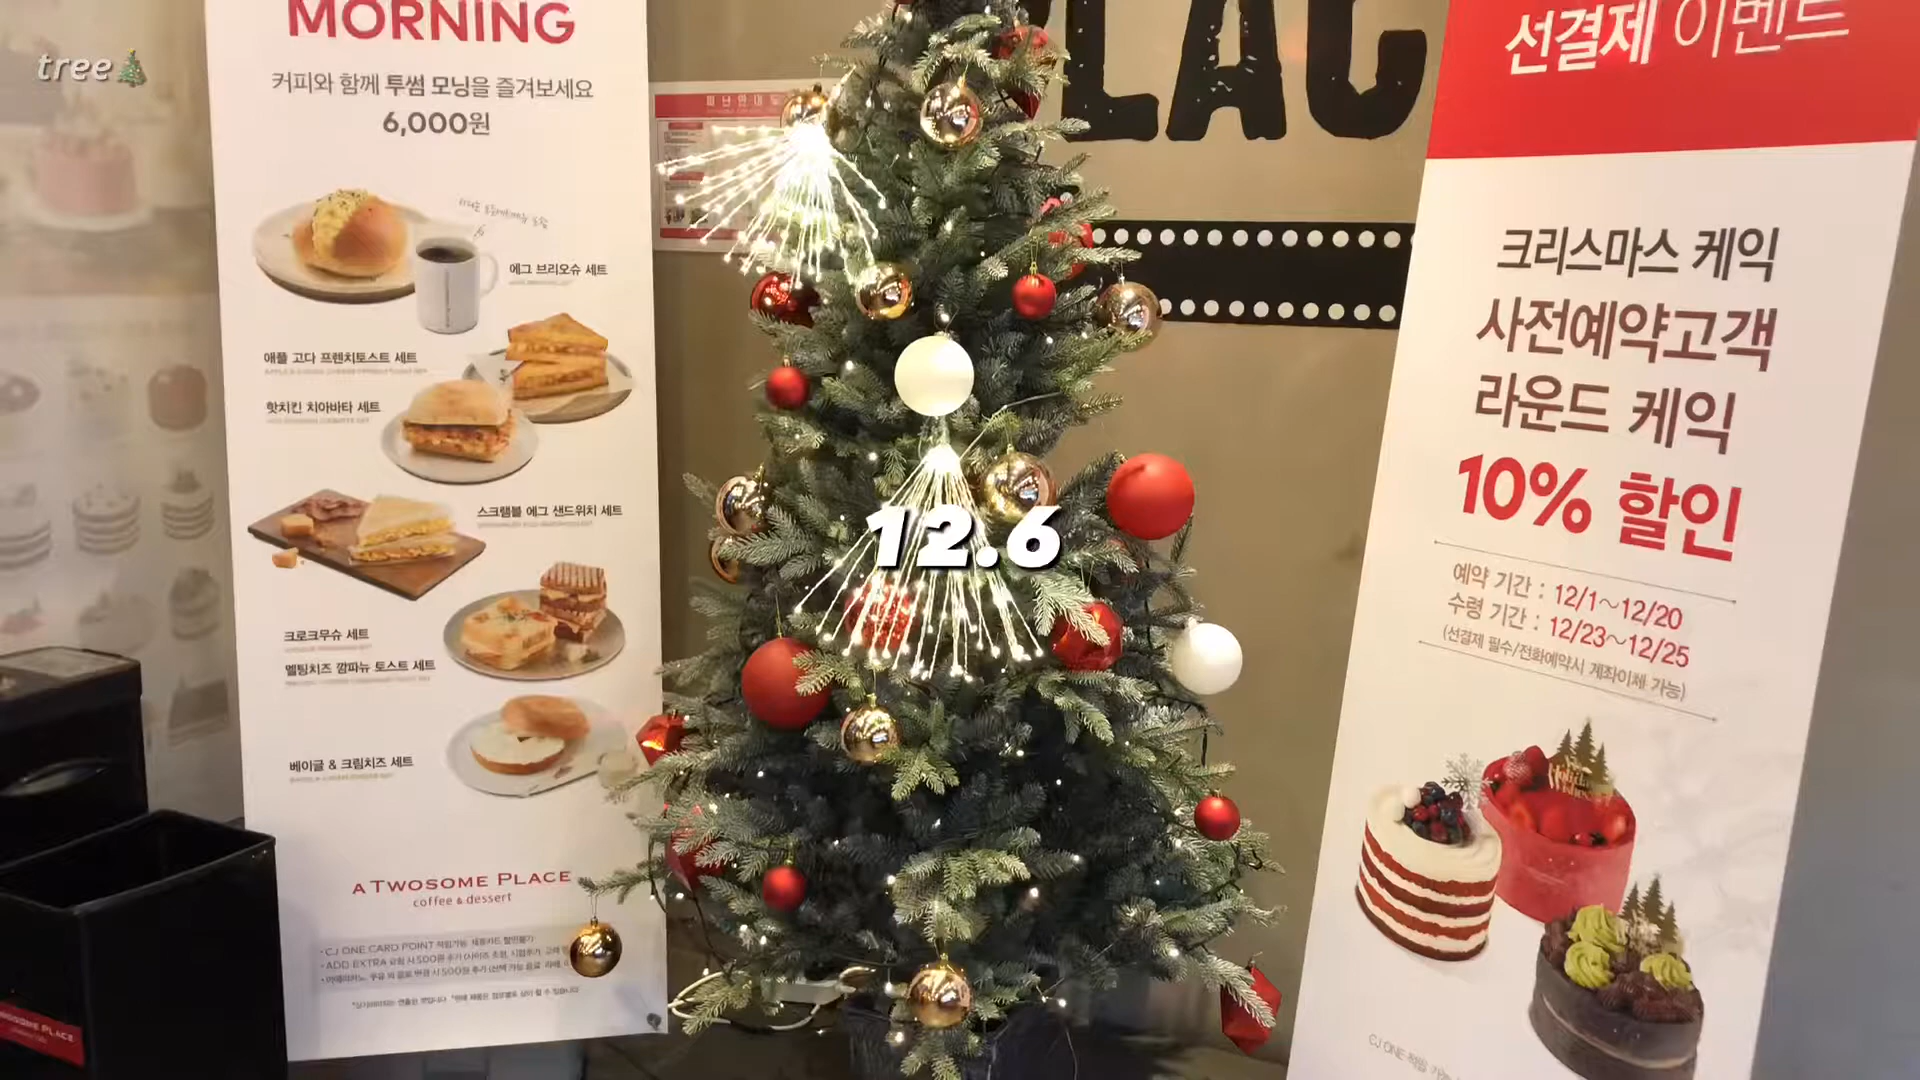 tree
MORNING
커피와 함께 투썸 모닝을 즐겨보세요
6,000원
에그 브리오슈 세트
애플 고다 프렌치토스트 세트
핫치킨 치아바타 세트
스크램블 에그 샌드위치 세트
크로크무슈 세트
멜팅치즈 깜파뉴 토스트 세트
베이글 & 크림치즈 세트
A TWOSOME PLACE
coffee & dessert
LAC
12.6
선결제 이벤트
크리스마스 케익
사전예약고객
라운드 케익
10% 할인
예약 기간 : 12/1~12/20
수령 기간 : 12/23~12/25
(선결제 필수/전화예약시 계좌이체 가능)
CJ ONE